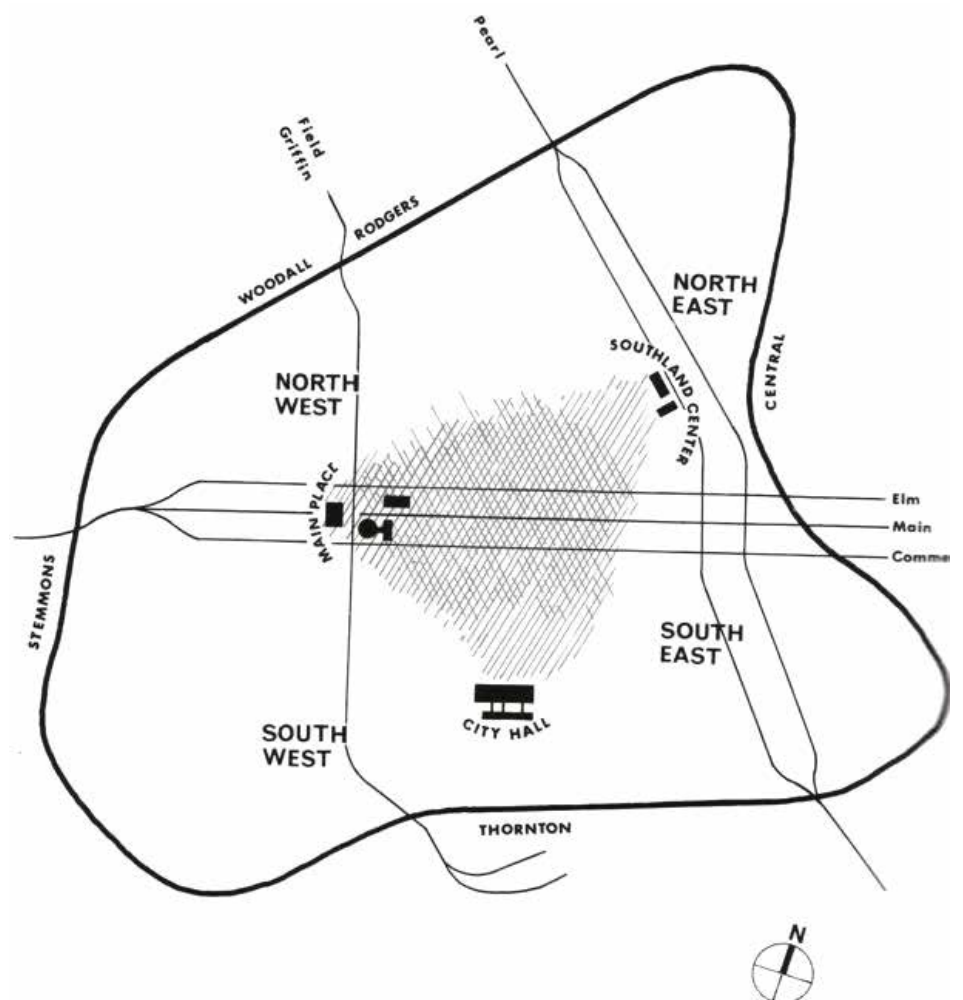 Pearl
Field
Griffin
WOODALL RODGERS
NORTH
EAST
SOUTHLAND CENTER
CENTRAL
NORTH
WEST
MAIN PLACE
Elm
Main
Comme
STEMMONS
SOUTH
EAST
SOUTH
WEST
CITY HALL
THORNTON
N